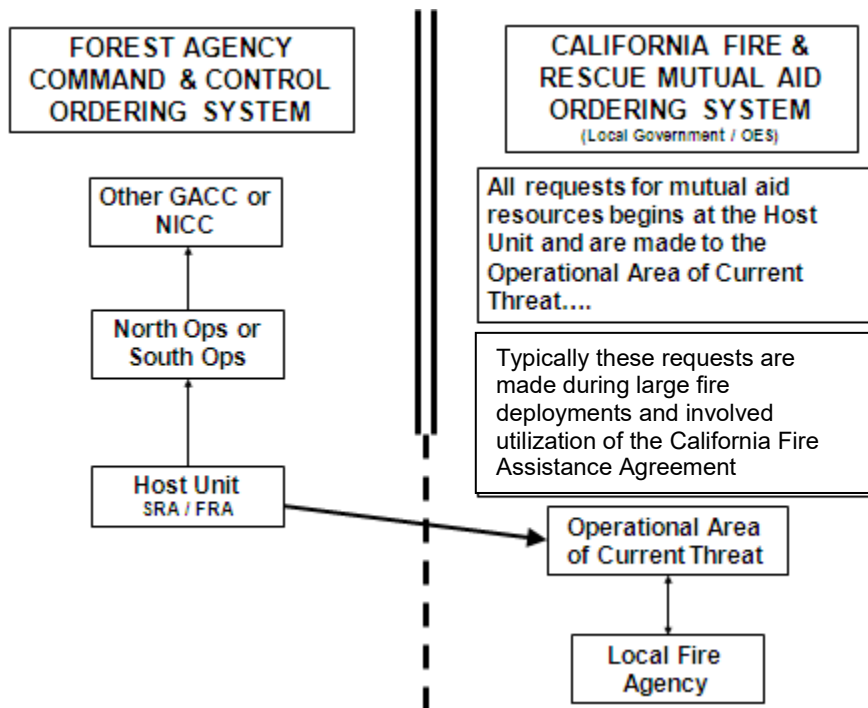 FOREST AGENCY
COMMAND & CONTROL
ORDERING SYSTEM
Other GACC or
NICC
North Ops or
South Ops
Host Unit
SRA / FRA
CALIFORNIA FIRE &
RESCUE MUTUAL AID
ORDERING SYSTEM
(Local Government / OES)
All requests for mutual aid
resources begins at the Host
Unit and are made to the
Operational Area of Current
Threat....
Typically these requests are
made during large fire
deployments and involved
utilization of the California Fire
Assistance Agreement
Operational Area
of Current Threat
Local Fire
Agency